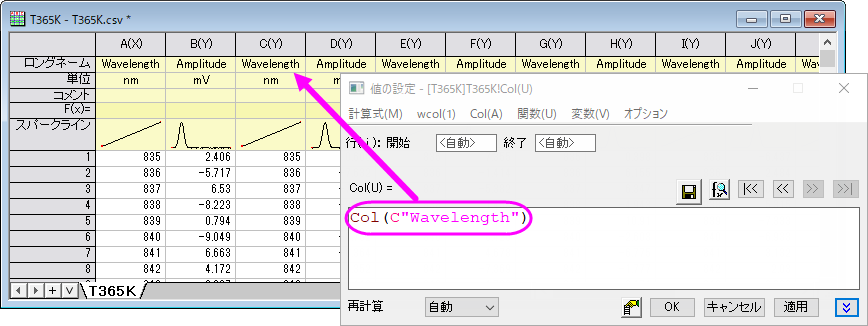 T365K - T365K.csv *
A(X) B(Y) C(Y) D(Y) E(Y) F(Y) G(Y) H(Y) I(Y) J(Y)
ロングネーム Wavelength Amplitude Wavelength Amplitude Wavelength Amplitude Wavelength Amplitude Wavelength Amplitude Wavelength
単位 nm mV nm
コメント
F(x)=
スパークライン
1 835 2.406 835
2 836 -5.717 836
3 837 6.53 837
4 838 -8.223 838
5 839 0.794 839
6 840 -9.049 840
7 841 6.663 841
8 842 4.172 842
T365K
値の設定 - [T365K]T365K!Col(U)
計算式(M) wcol(1) Col(A) 関数(U) 変数(V) オプション
行(i): 開始 <自動> 終了 <自動>
Col(U) =
|<< << >> >>|
Col(C"Wavelength")
再計算 自動 OK キャンセル 適用